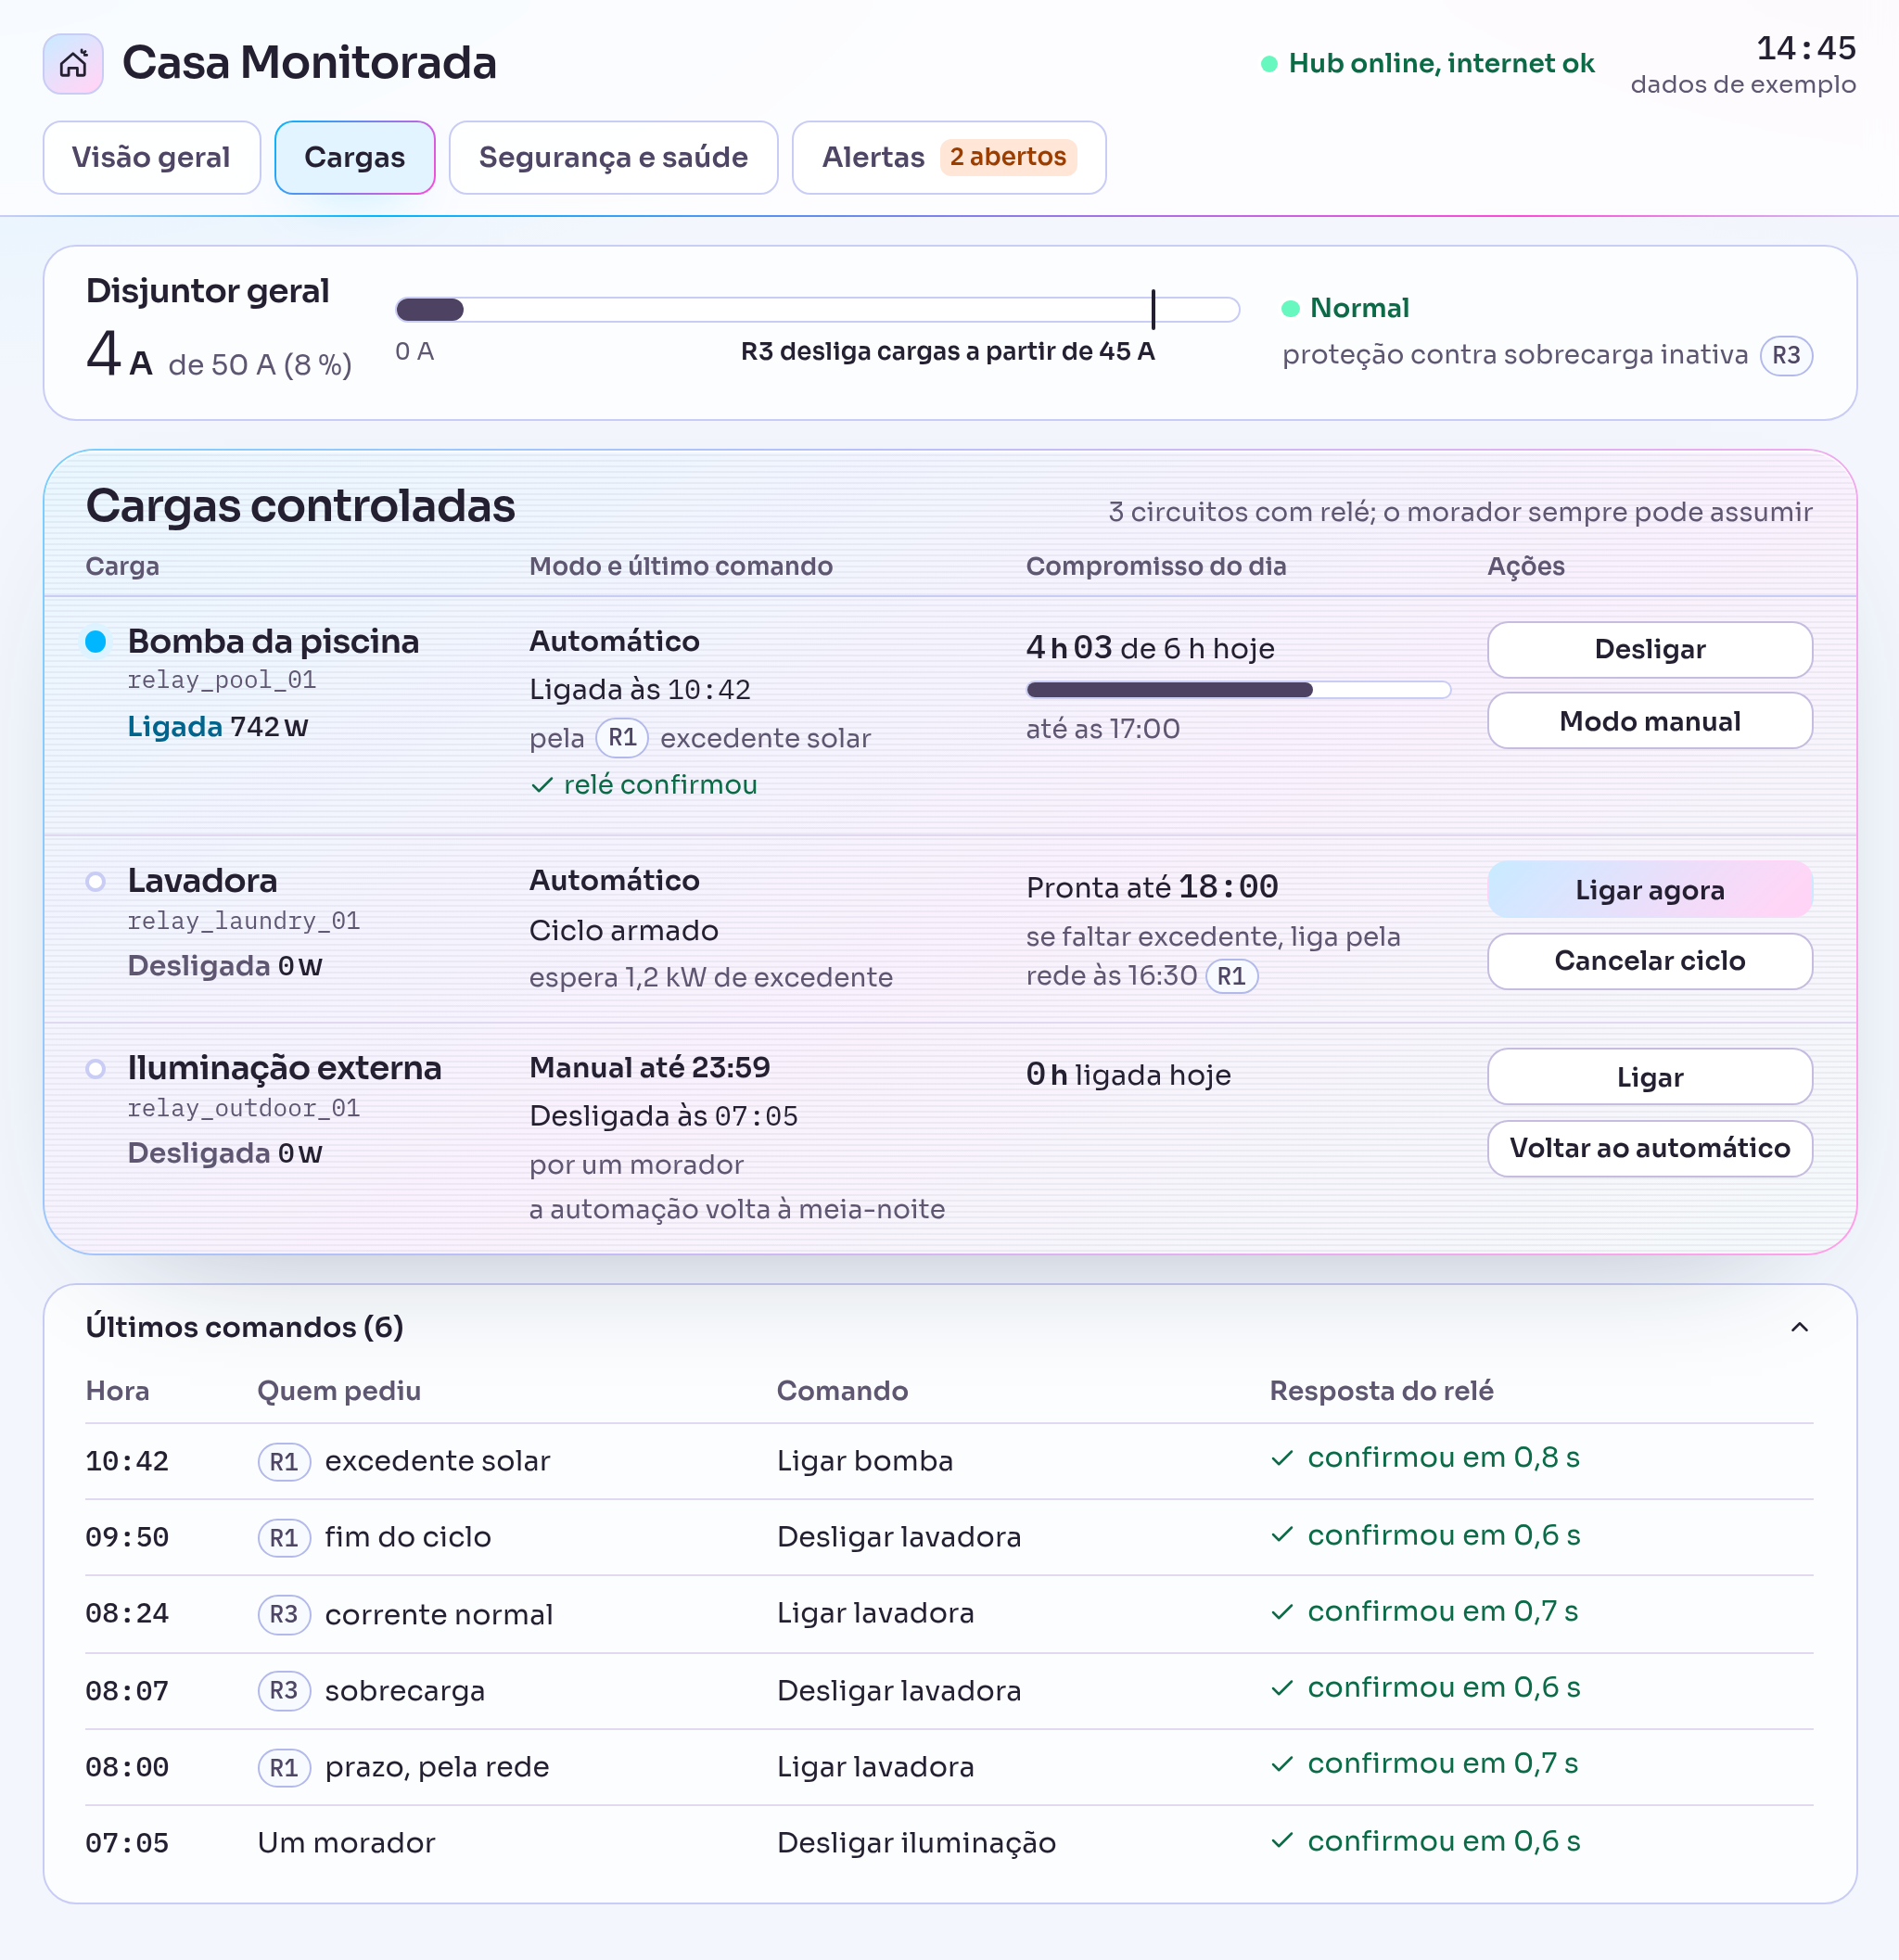 Casa Monitorada
Hub online, internet ok
14:45
dados de exemplo
Visão geral
Cargas
Segurança e saúde
Alertas 2 abertos
Disjuntor geral
4 A de 50 A (8 %)
0 A
R3 desliga cargas a partir de 45 A
Normal
proteção contra sobrecarga inativa R3
Cargas controladas
3 circuitos com relé; o morador sempre pode assumir
Carga
Modo e último comando
Compromisso do dia
Ações
Bomba da piscina
relay_pool_01
Ligada 742 W
Automático
Ligada às 10:42
pela R1 excedente solar
relé confirmou
4 h 03 de 6 h hoje
até as 17:00
Desligar
Modo manual
Lavadora
relay_laundry_01
Desligada 0 W
Automático
Ciclo armado
espera 1,2 kW de excedente
Pronta até 18:00
se faltar excedente, liga pela
rede às 16:30 R1
Ligar agora
Cancelar ciclo
Iluminação externa
relay_outdoor_01
Desligada 0 W
Manual até 23:59
Desligada às 07:05
por um morador
a automação volta à meia-noite
0 h ligada hoje
Ligar
Voltar ao automático
Últimos comandos (6)
Hora Quem pediu Comando Resposta do relé
10:42 R1 excedente solar Ligar bomba confirmou em 0,8 s
09:50 R1 fim do ciclo Desligar lavadora confirmou em 0,6 s
08:24 R3 corrente normal Ligar lavadora confirmou em 0,7 s
08:07 R3 sobrecarga Desligar lavadora confirmou em 0,6 s
08:00 R1 prazo, pela rede Ligar lavadora confirmou em 0,7 s
07:05 Um morador Desligar iluminação confirmou em 0,6 s